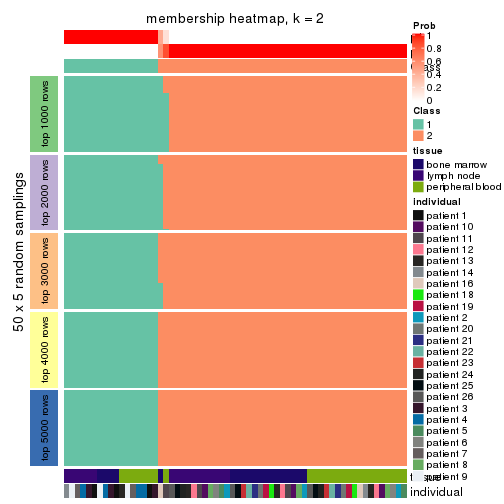 membership heatmap, k = 2
50 x 5 random samplings
top 1000 rows
top 2000 rows
top 3000 rows
top 4000 rows
top 5000 rows
Prob
1
0.8
0.6
0.4
0.2
0
Class
1
2
tissue
bone marrow
lymph node
peripheral blood
individual
patient 1
patient 10
patient 11
patient 12
patient 13
patient 14
patient 16
patient 18
patient 19
patient 2
patient 20
patient 21
patient 22
patient 23
patient 24
patient 25
patient 26
patient 3
patient 4
patient 5
patient 6
patient 7
patient 8
patient 9
individual